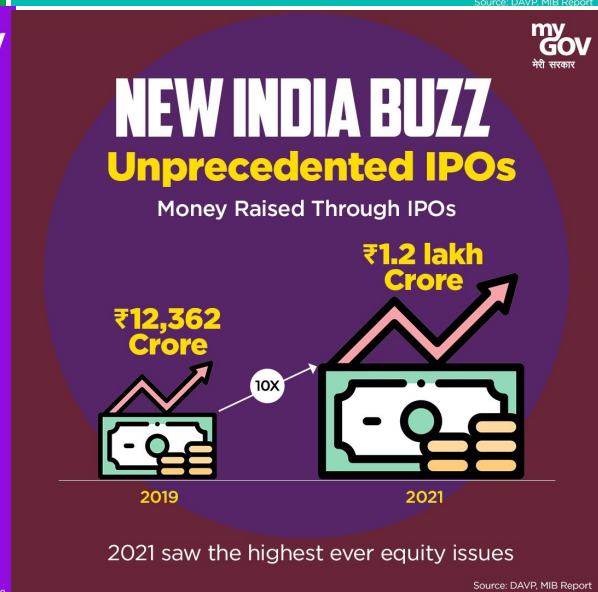 Source: DAVP, MIB Report
my
GOV
मेरी सरकार
NEW INDIA BUZZ
Unprecedented IPOs
Money Raised Through IPOs
₹1.2 lakh
Crore
₹12,362
Crore
10X
2019
2021
2021 saw the highest ever equity issues
Source: DAVP, MIB Report